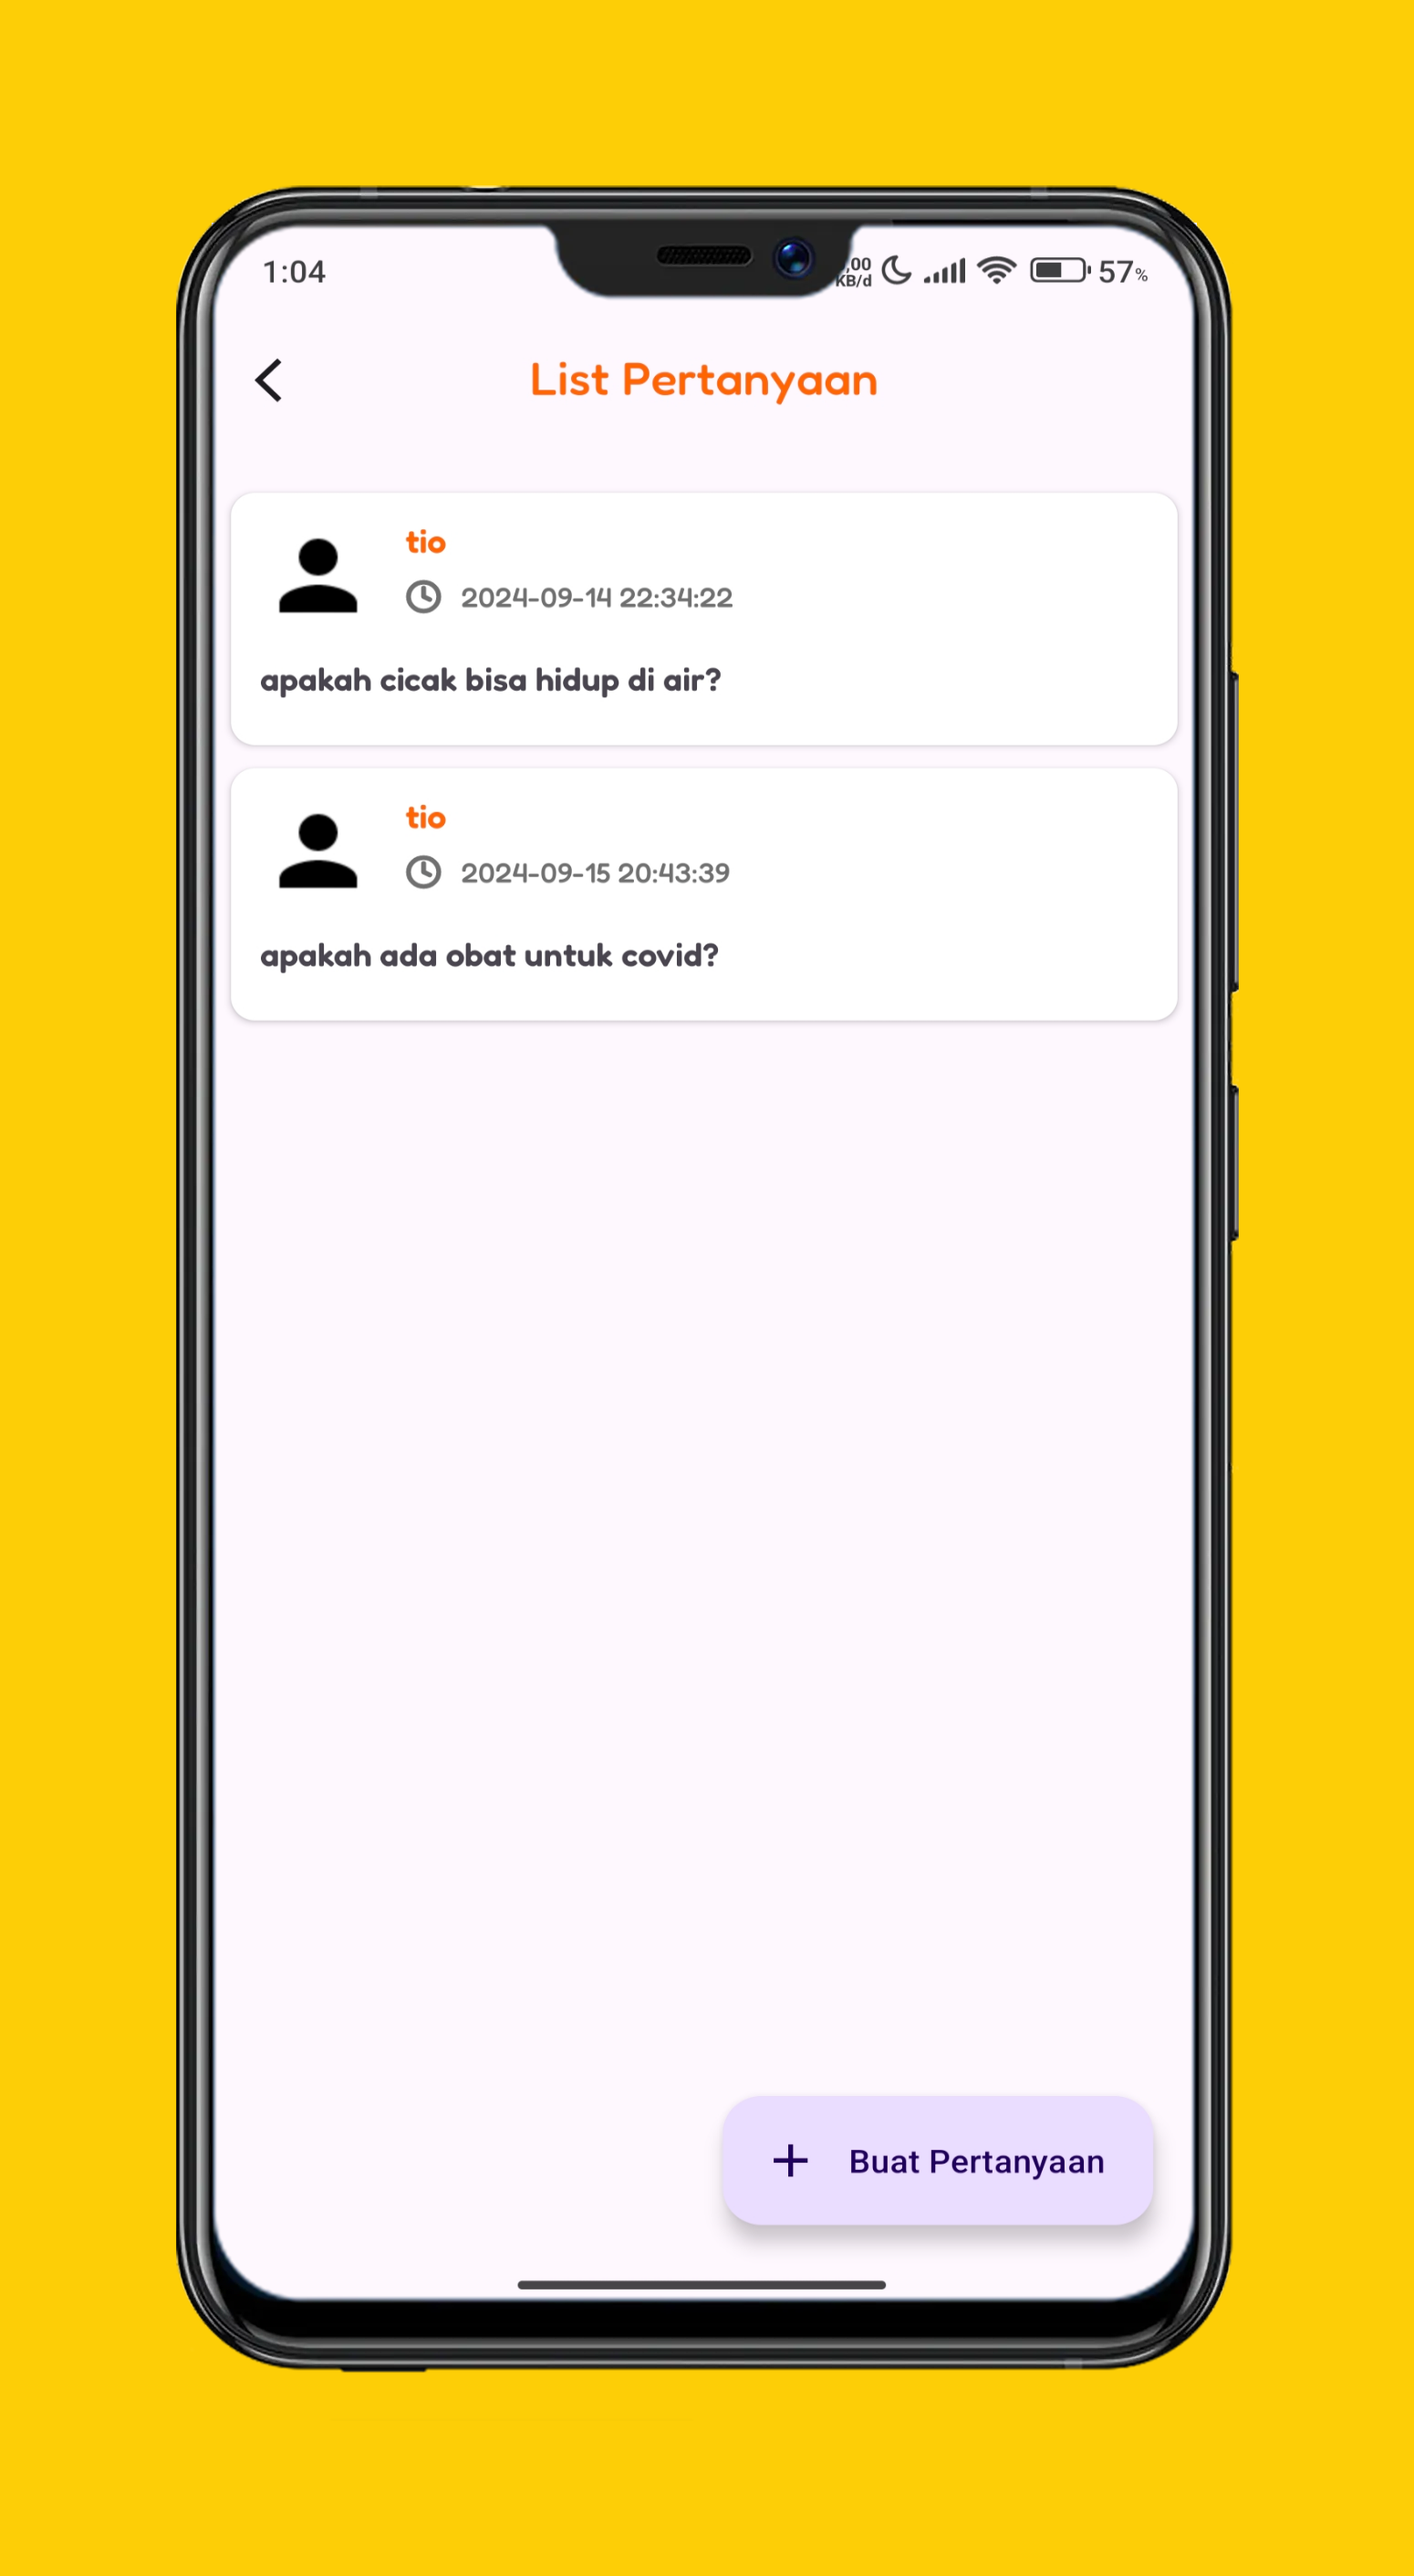 1:04
,00
KB/d
57%
List Pertanyaan
tio
2024-09-14 22:34:22
apakah cicak bisa hidup di air?
tio
2024-09-15 20:43:39
apakah ada obat untuk covid?
Buat Pertanyaan